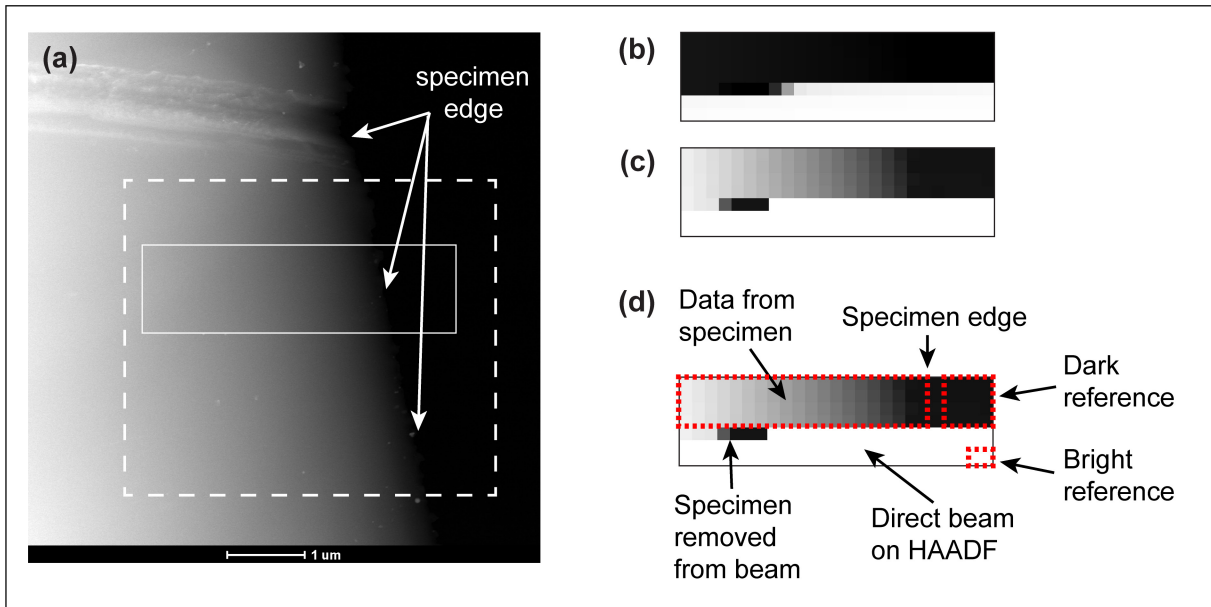 (a)
specimen
edge
1 um
(b)
(c)
(d)
Data from
specimen
Specimen edge
Dark
reference
Bright
reference
Specimen
removed
from beam
Direct beam
on HAADF